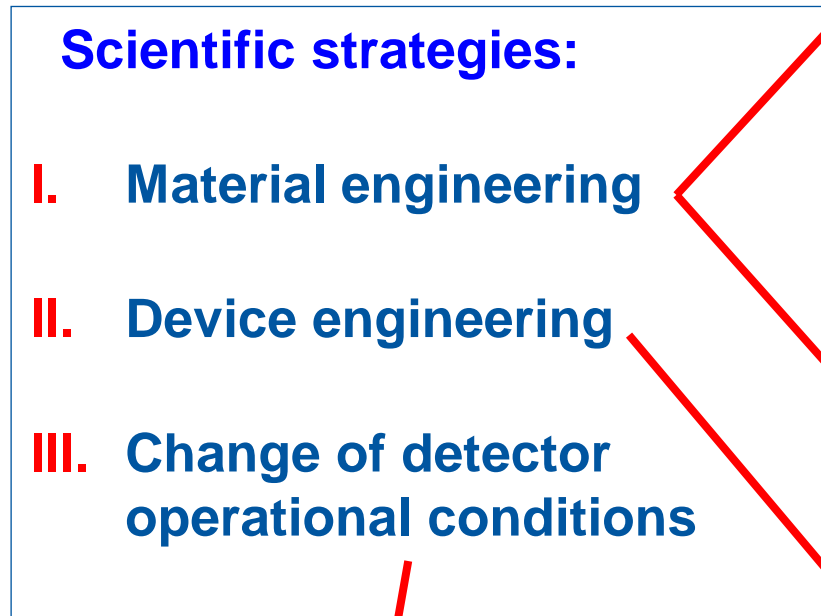 Scientific strategies:
I. Material engineering
II. Device engineering
III. Change of detector
operational conditions